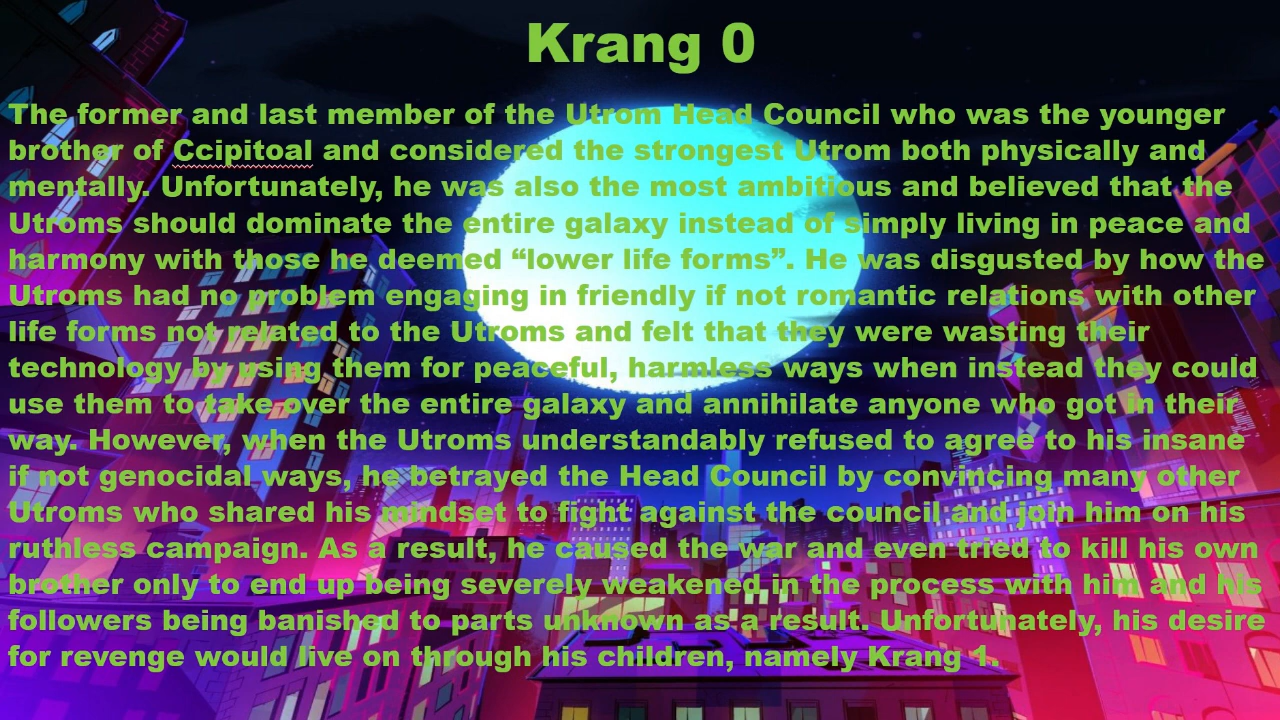 Krang 0
The former and last member of the Utrom Head Council who was the younger
brother of Ccipitoal and considered the strongest Utrom both physically and
mentally. Unfortunately, he was also the most ambitious and believed that the
Utroms should dominate the entire galaxy instead of simply living in peace and
harmony with those he deemed “lower life forms”. He was disgusted by how the
Utroms had no problem engaging in friendly if not romantic relations with other
life forms not related to the Utroms and felt that they were wasting their
technology by using them for peaceful, harmless ways when instead they could
use them to take over the entire galaxy and annihilate anyone who got in their
way. However, when the Utroms understandably refused to agree to his insane
if not genocidal ways, he betrayed the Head Council by convincing many other
Utroms who shared his mindset to fight against the council and join him on his
ruthless campaign. As a result, he caused the war and even tried to kill his own
brother only to end up being severely weakened in the process with him and his
followers being banished to parts unknown as a result. Unfortunately, his desire
for revenge would live on through his children, namely Krang 1.